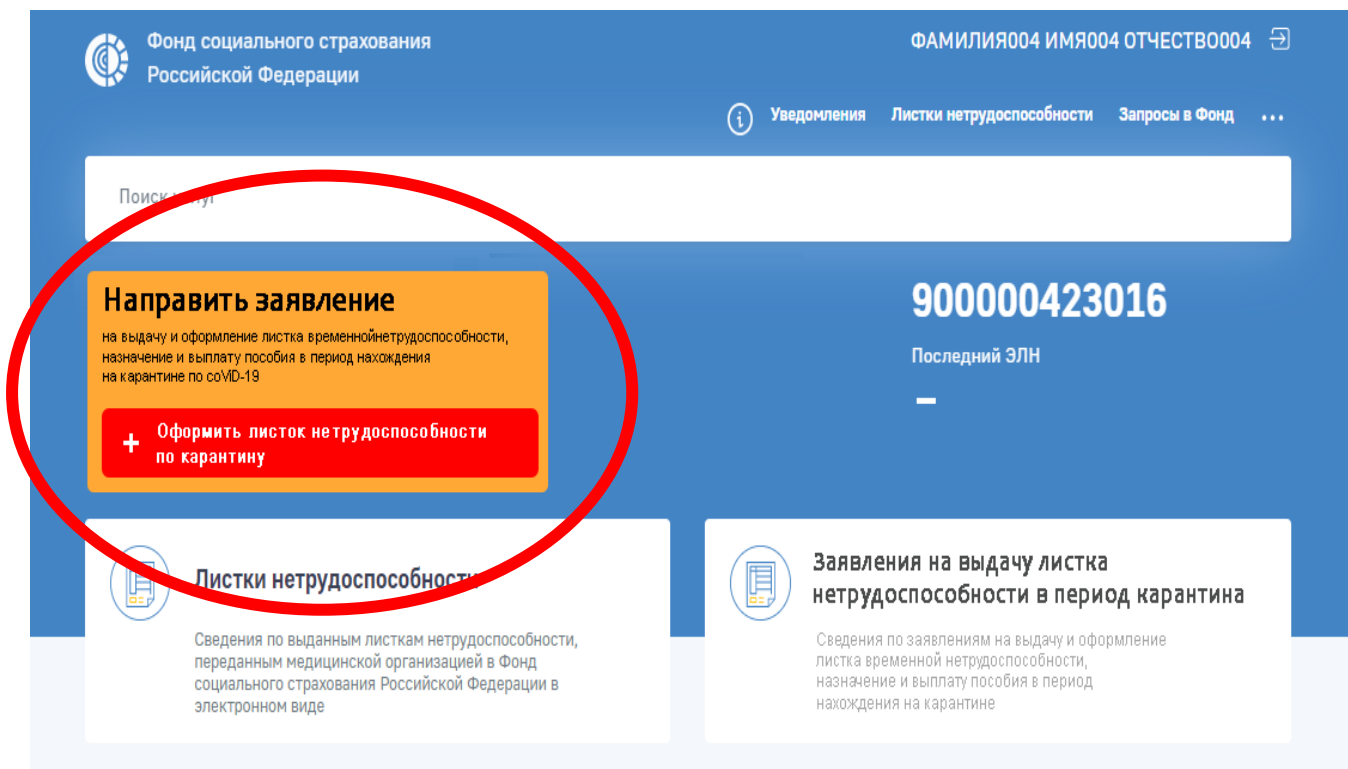 Фонд социального страхования
Российской Федерации
ФАМИЛИЯ004 ИМЯ004 ОТЧЕСТВО004
Уведомления Листки нетрудоспособности Запросы в Фонд ...
Поиск
Направить заявление
на выдачу и оформление листка временнойнетрудоспособности,
назначение и выплату пособия в период нахождения
на карантине по coViD-19
+ Оформить листок нетрудоспособности
по карантину
900000423016
Последний ЭЛН
–
Листки нетрудоспособности
Сведения по выданным листкам нетрудоспособности,
переданным медицинской организацией в Фонд
социального страхования Российской Федерации в
электронном виде
Заявления на выдачу листка
нетрудоспособности в период карантина
Сведения по заявлениям на выдачу и оформление
листка временной нетрудоспособности,
назначение и выплату пособия в период
нахождения на карантине